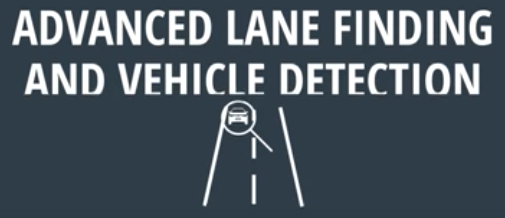 ADVANCED LANE FINDING
AND VEHICLE DETECTION